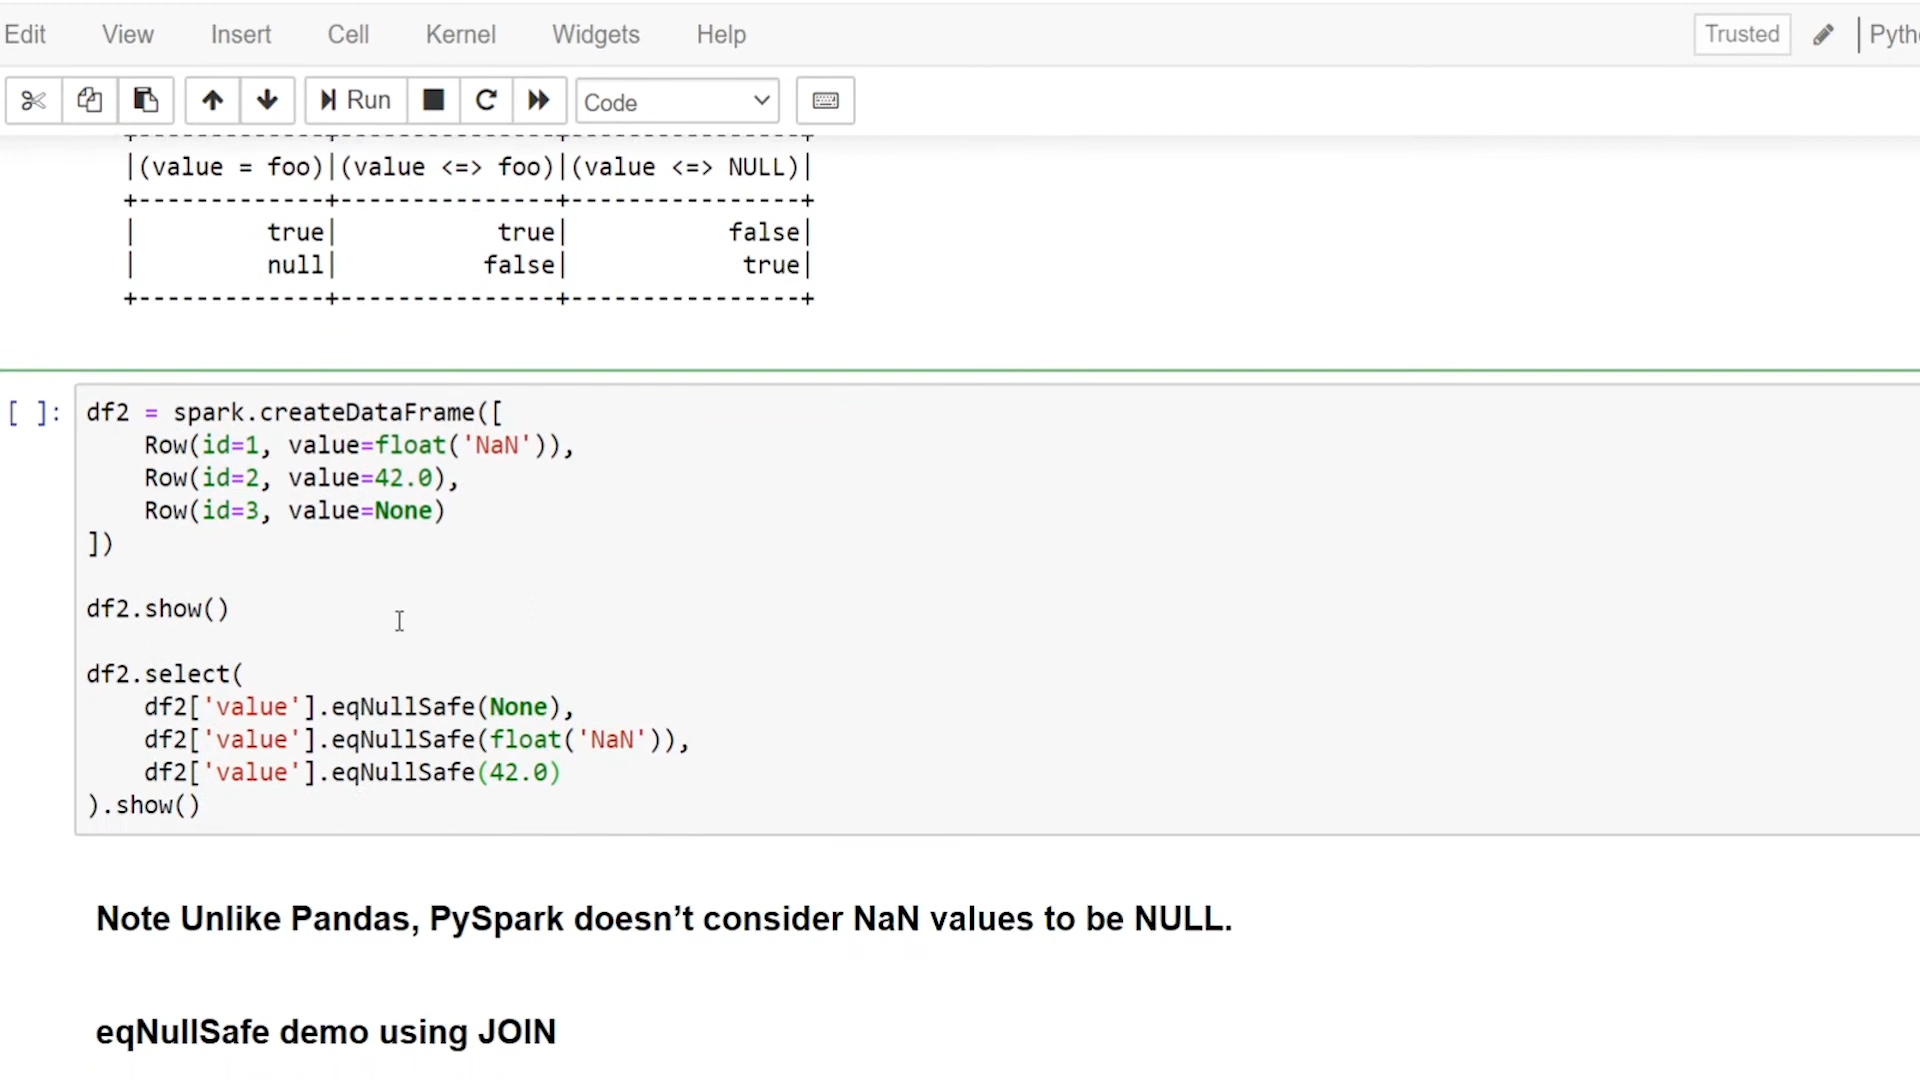 Edit View Insert Cell Kernel Widgets Help Trusted Pyth
Run Code
+-------------+---------------+----------------+
|(value = foo)|(value <=> foo)|(value <=> NULL)|
+-------------+---------------+----------------+
|         true|           true|           false|
|         null|          false|            true|
+-------------+---------------+----------------+
[ ]: df2 = spark.createDataFrame([
    Row(id=1, value=float('NaN')),
    Row(id=2, value=42.0),
    Row(id=3, value=None)
])
df2.show()
df2.select(
    df2['value'].eqNullSafe(None),
    df2['value'].eqNullSafe(float('NaN')),
    df2['value'].eqNullSafe(42.0)
).show()
Note Unlike Pandas, PySpark doesn’t consider NaN values to be NULL.
eqNullSafe demo using JOIN